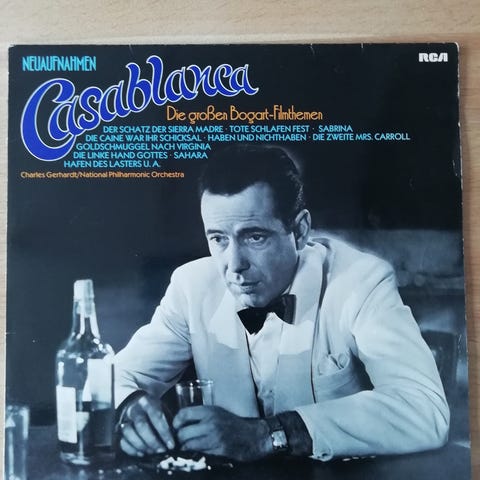 NEUAUFNAHMEN
RCA
Casablanca
Die großen Bogart-Filmthemen
DER SCHATZ DER SIERRA MADRE · TOTE SCHLAFEN FEST · SABRINA
DIE CAINE WAR IHR SCHICKSAL · HABEN UND NICHTHABEN · DIE ZWEITE MRS. CARROLL
GOLDSCHMUGGEL NACH VIRGINIA
DIE LINKE HAND GOTTES · SAHARA
HAFEN DES LASTERS U. A.
Charles Gerhardt/National Philharmonic Orchestra